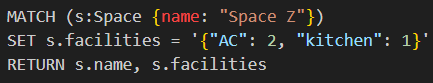 MATCH (s:Space {name: "Space Z"})
SET s.facilities = '{"AC": 2, "kitchen": 1}'
RETURN s.name, s.facilities